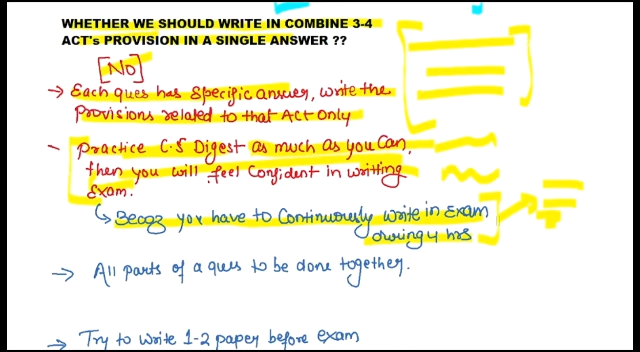 WHETHER WE SHOULD WRITE IN COMBINE 3-4
ACT's PROVISION IN A SINGLE ANSWER ??
[No]
→ Each ques has specific answer, write the
provisions related to that Act only
- Practice C.S Digest as much as you can,
then you will feel confident in writting
Exam.
↳ Becoz you have to continuously write in Exam
during 4 hrs
→ All parts of a ques to be done together.
→ Try to write 1-2 paper before exam